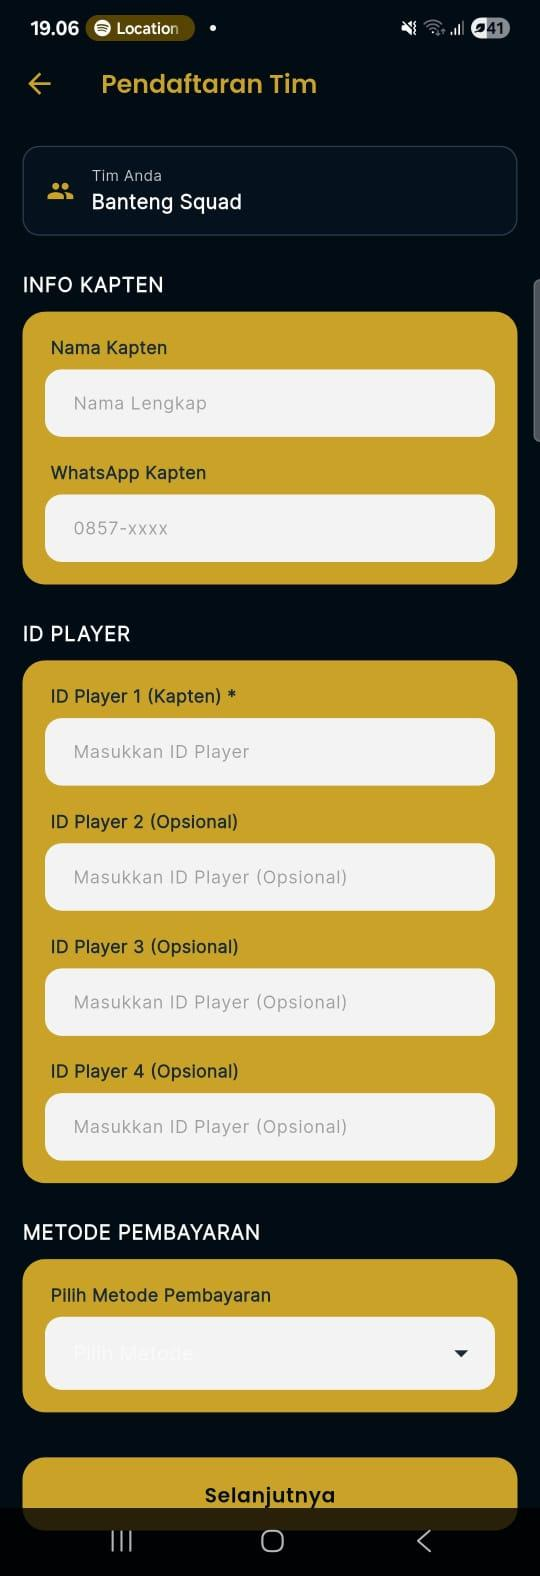 19.06 Location 41
Pendaftaran Tim
Tim Anda
Banteng Squad
INFO KAPTEN
Nama Kapten
Nama Lengkap
WhatsApp Kapten
0857-xxxx
ID PLAYER
ID Player 1 (Kapten) *
Masukkan ID Player
ID Player 2 (Opsional)
Masukkan ID Player (Opsional)
ID Player 3 (Opsional)
Masukkan ID Player (Opsional)
ID Player 4 (Opsional)
Masukkan ID Player (Opsional)
METODE PEMBAYARAN
Pilih Metode Pembayaran
Pilih Metode
Selanjutnya